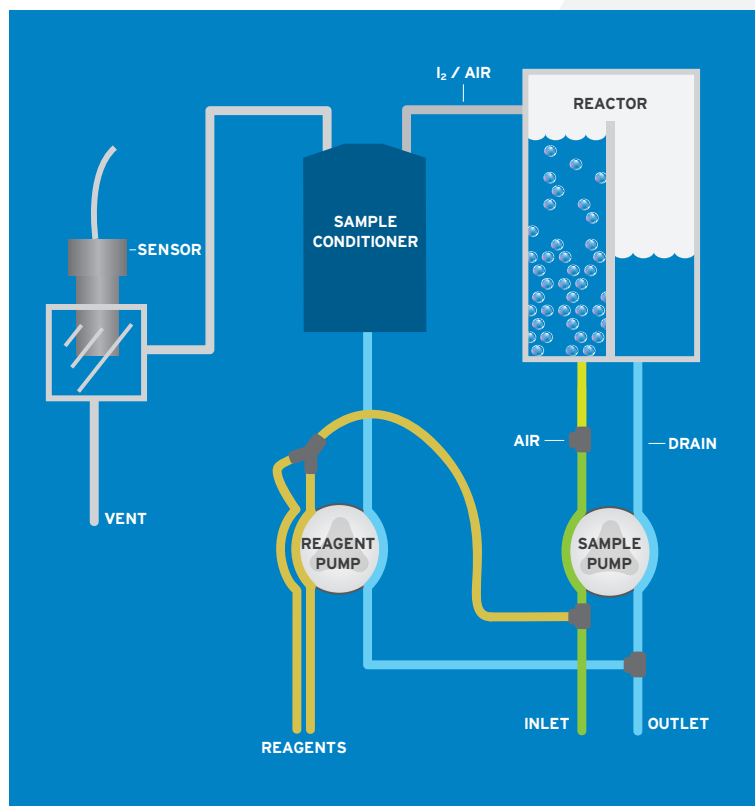 I₂ / AIR
REACTOR
SAMPLE
CONDITIONER
SENSOR
AIR
DRAIN
VENT
REAGENT
PUMP
SAMPLE
PUMP
INLET
OUTLET
REAGENTS